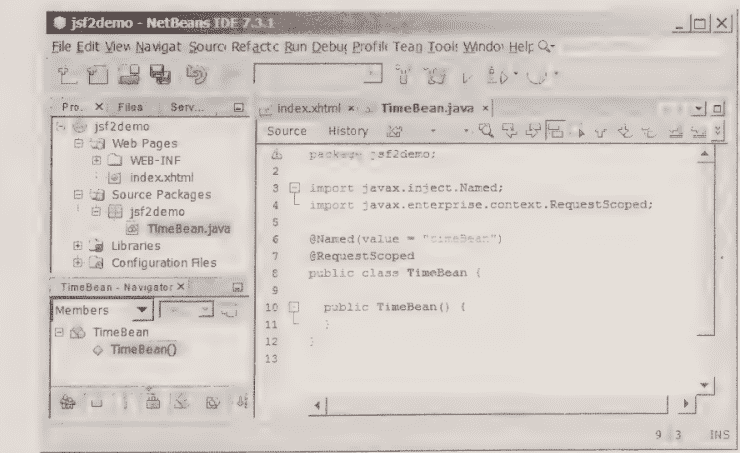 jsf2demo - NetBeans IDE 7.3.1
File Edit View Navigat Sourc Refactc Run Debug Profile Team Tools Windov Help
Pro. × Files Serv...
index.xhtml × TimeBean.java ×
Source History
jsf2demo
Web Pages
WEB-INF
index.xhtml
Source Packages
jsf2demo
TimeBean.java
Libraries
Configuration Files
TimeBean - Navigator ×
Members
TimeBean
TimeBean()
package jsf2demo;
2
3 import javax.inject.Named;
4 import javax.enterprise.context.RequestScoped;
5
6 @Named(value = "timeBean")
7 @RequestScoped
8 public class TimeBean {
9
10 public TimeBean() {
11 }
12 }
13
9 3 INS